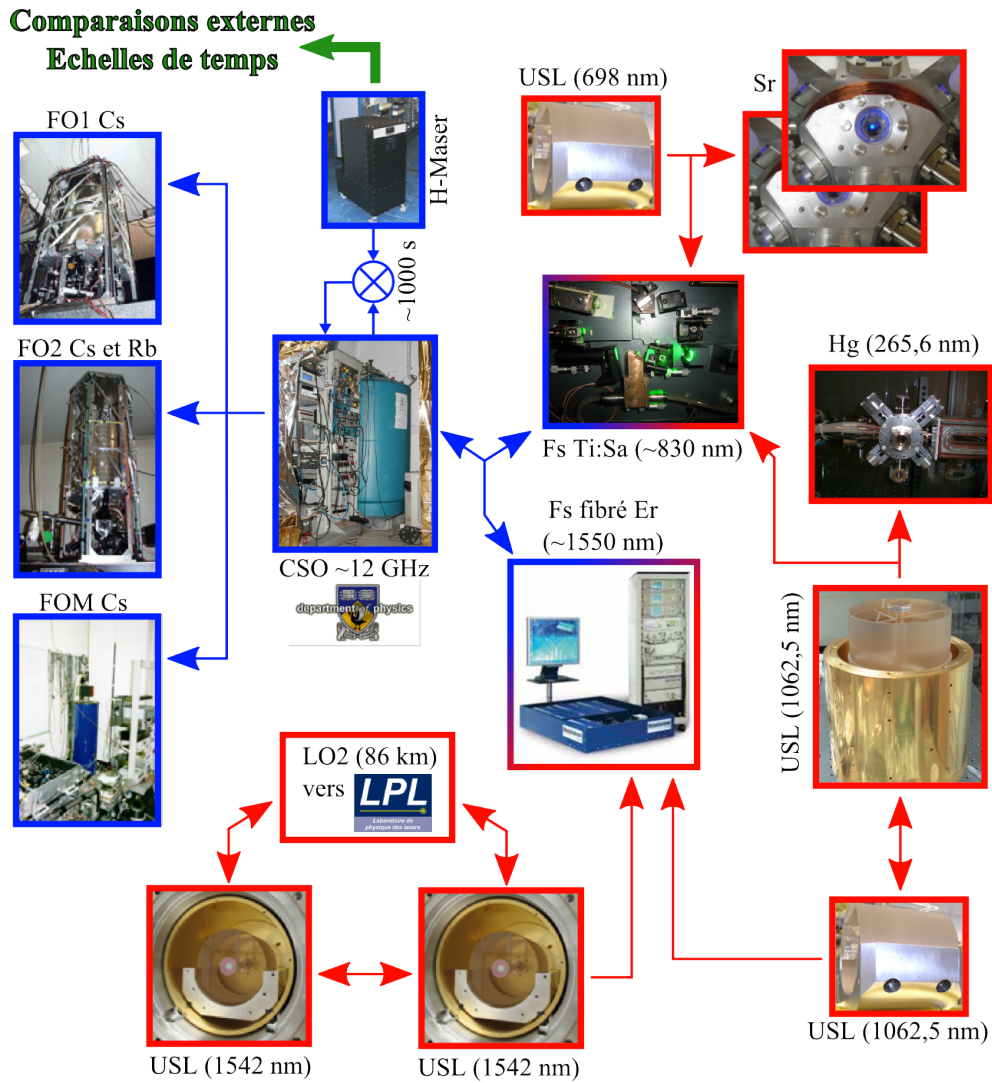 Comparaisons externes
Echelles de temps
USL (698 nm)
Sr
FO1 Cs
H-Maser
~1000 s
FO2 Cs et Rb
Hg (265,6 nm)
Fs Ti:Sa (~830 nm)
Fs fibré Er
(~1550 nm)
CSO ~12 GHz
department of physics
FOM Cs
USL (1062,5 nm)
LO2 (86 km)
vers
LPL
Laboratoire de
physique des lasers
USL (1542 nm)
USL (1542 nm)
USL (1062,5 nm)